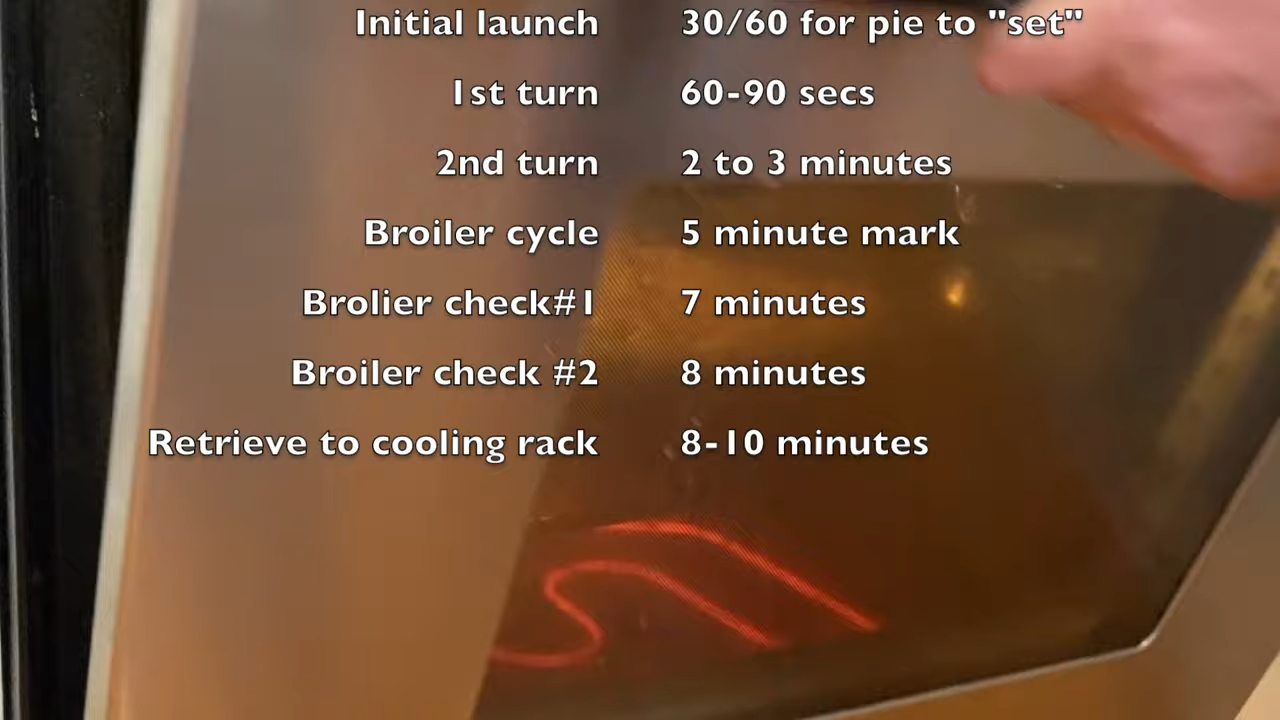 Initial launch 30/60 for pie to "set"
1st turn 60-90 secs
2nd turn 2 to 3 minutes
Broiler cycle 5 minute mark
Brolier check#1 7 minutes
Broiler check #2 8 minutes
Retrieve to cooling rack 8-10 minutes